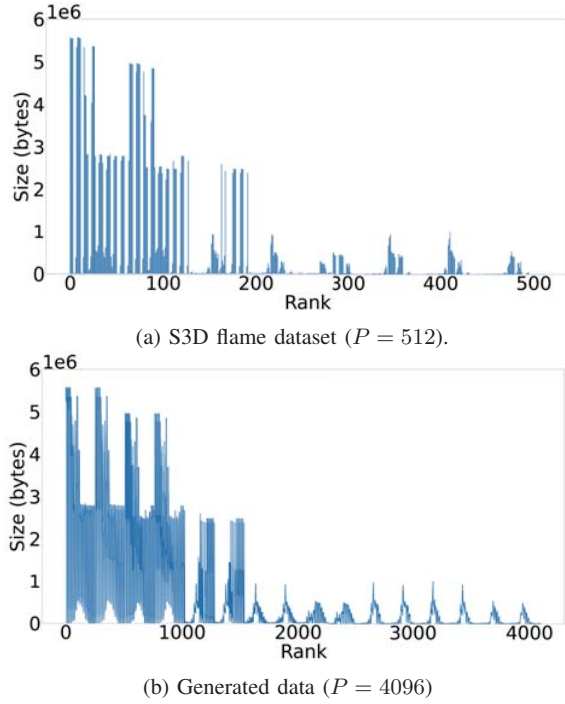 1e6
6
5
4
3
2
1
0
Size (bytes)
0 100 200 300 400 500
Rank
(a) S3D flame dataset (P = 512).
1e6
6
5
4
3
2
1
0
Size (bytes)
0 1000 2000 3000 4000
Rank
(b) Generated data (P = 4096)